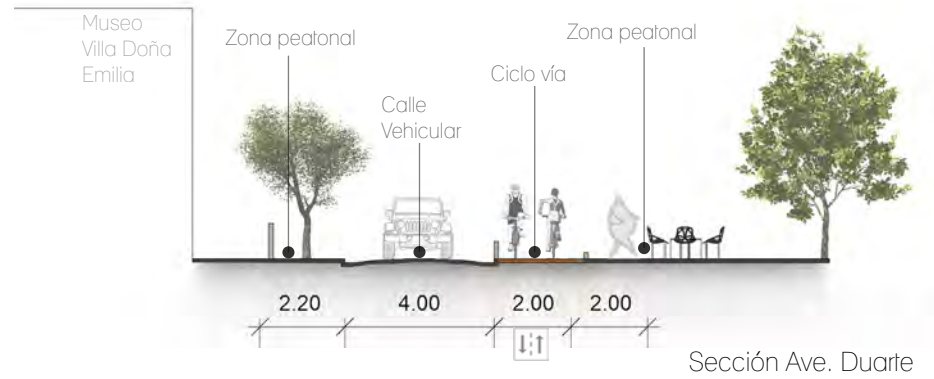 Museo
Villa Doña
Emilia
Zona peatonal
Calle
Vehicular
Ciclo vía
Zona peatonal
2.20
4.00
2.00
2.00
Sección Ave. Duarte